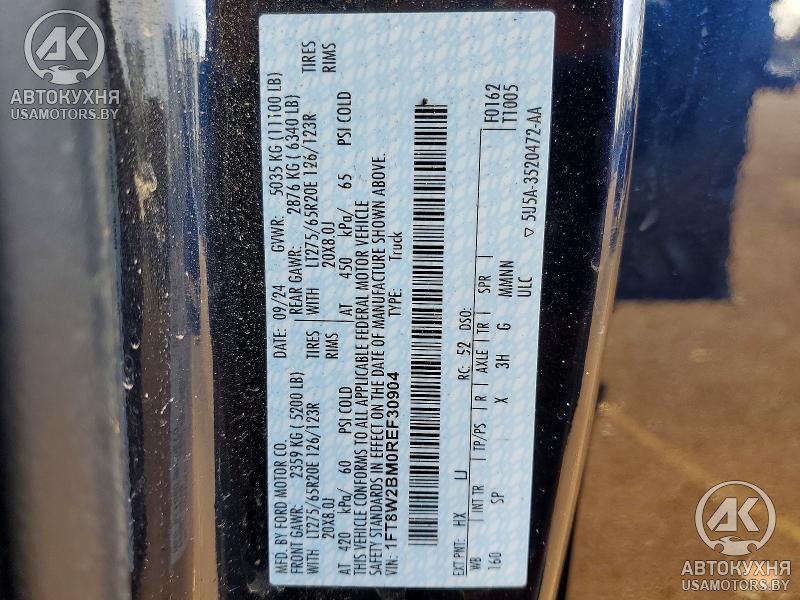 AK
АВТОКУХНЯ
USAMOTORS.BY
MFD. BY FORD MOTOR CO.
DATE: 09/24 GVWR: 5035 KG (11100 LB)
FRONT GAWR: 2359 KG (5200 LB) REAR GAWR: 2876 KG (6340 LB)
WITH LT275/65R20E 126/123R TIRES WITH LT275/65R20E 126/123R TIRES
20X8.0J RIMS 20X8.0J RIMS
AT 420 kPa/ 60 PSI COLD AT 450 kPa/ 65 PSI COLD
THIS VEHICLE CONFORMS TO ALL APPLICABLE FEDERAL MOTOR VEHICLE
SAFETY STANDARDS IN EFFECT ON THE DATE OF MANUFACTURE SHOWN ABOVE.
VIN: 1FT8W2BM0REF30904 TYPE: Truck
F0162
T1005
EXT PNT: HX LJ RC: 52 DSO:
WB INT TR TP/PS R AXLE TR SPR
160 SP X 3H G MMNN
ULC
▽ 5U5A-3520472-AA
AK
АВТОКУХНЯ
USAMOTORS.BY